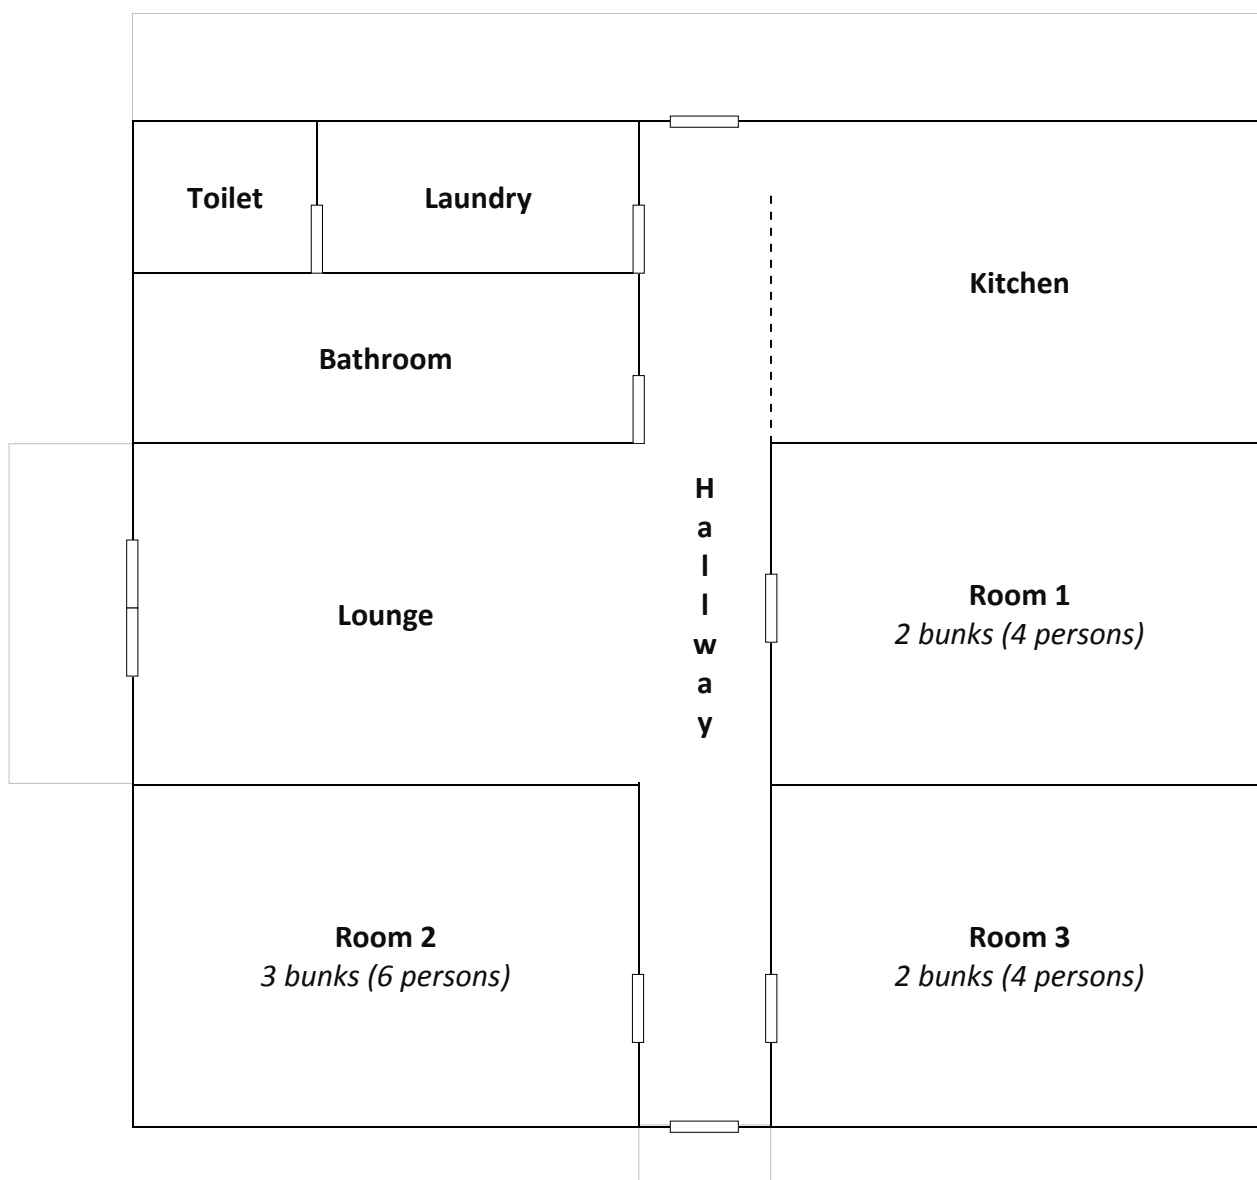 Toilet
Laundry
Kitchen
Bathroom
H
a
l
l
w
a
y
Lounge
Room 1
2 bunks (4 persons)
Room 2
3 bunks (6 persons)
Room 3
2 bunks (4 persons)